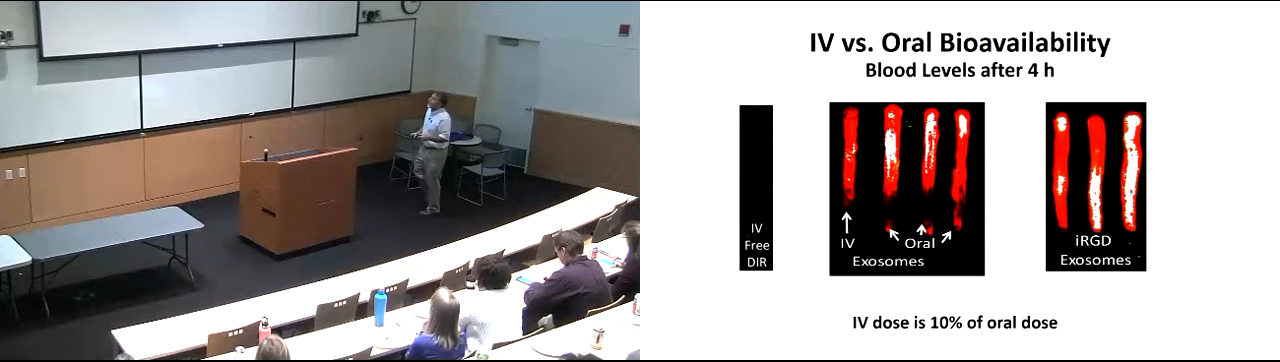 IV vs. Oral Bioavailability
Blood Levels after 4 h
IV
Free
DIR
IV
Oral
Exosomes
iRGD
Exosomes
IV dose is 10% of oral dose